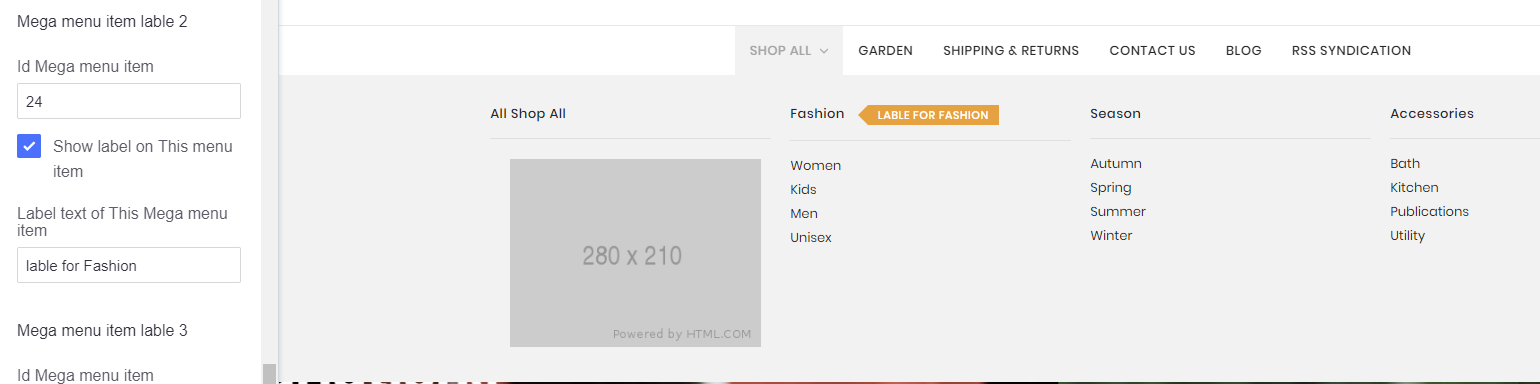 Mega menu item lable 2
Id Mega menu item
24
Show label on This menu
item
Label text of This Mega menu
item
lable for Fashion
Mega menu item lable 3
Id Mega menu item
SHOP ALL
GARDEN
SHIPPING & RETURNS
CONTACT US
BLOG
RSS SYNDICATION
All Shop All
280 x 210
Powered by HTML.COM
Fashion
LABLE FOR FASHION
Women
Kids
Men
Unisex
Season
Autumn
Spring
Summer
Winter
Accessories
Bath
Kitchen
Publications
Utility